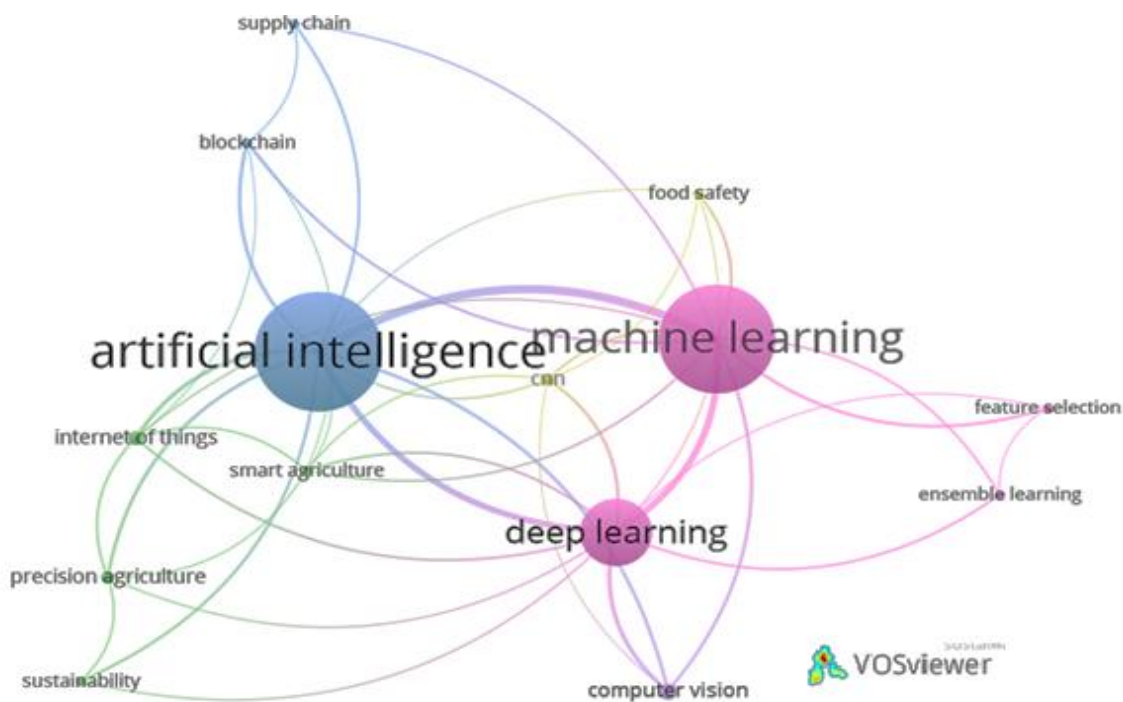 supply chain
blockchain
food safety
artificial intelligence
machine learning
cnn
feature selection
internet of things
smart agriculture
ensemble learning
deep learning
precision agriculture
sustainability
computer vision
VOSviewer